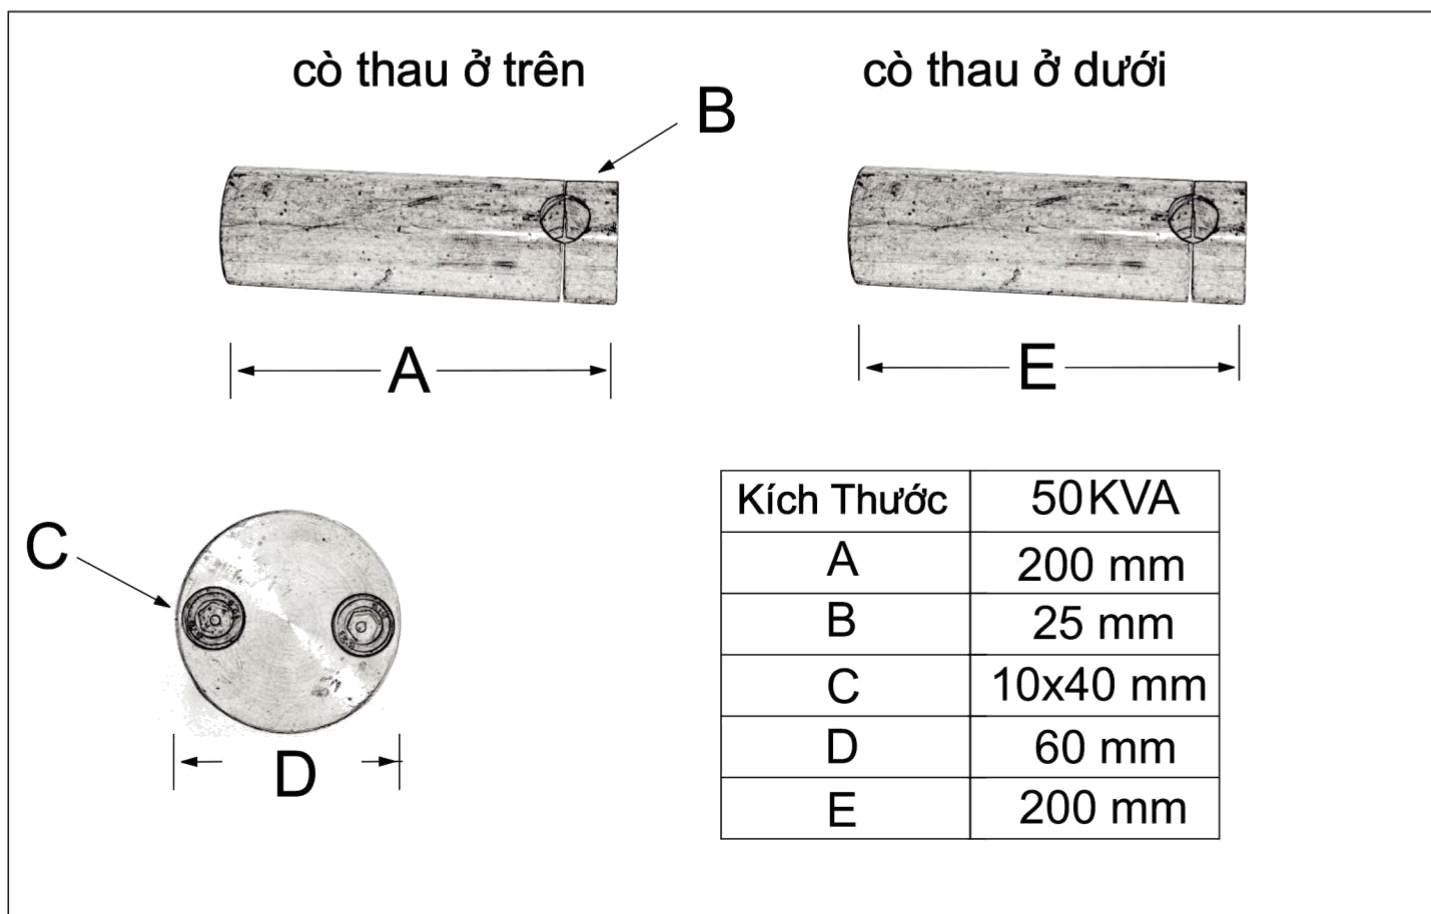 cò thau ở trên
cò thau ở dưới
B
A
E
C
D
Kích Thước 50KVA
A 200 mm
B 25 mm
C 10x40 mm
D 60 mm
E 200 mm